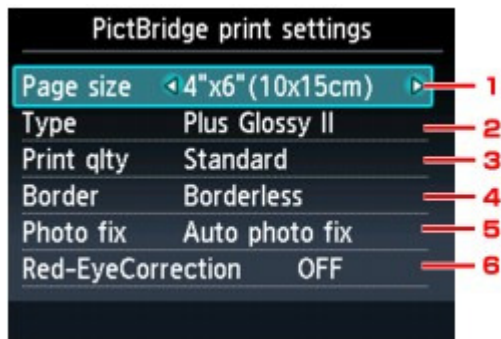 PictBridge print settings
Page size 4"x6"(10x15cm) 1
Type Plus Glossy II 2
Print qlty Standard 3
Border Borderless 4
Photo fix Auto photo fix 5
Red-EyeCorrection OFF 6